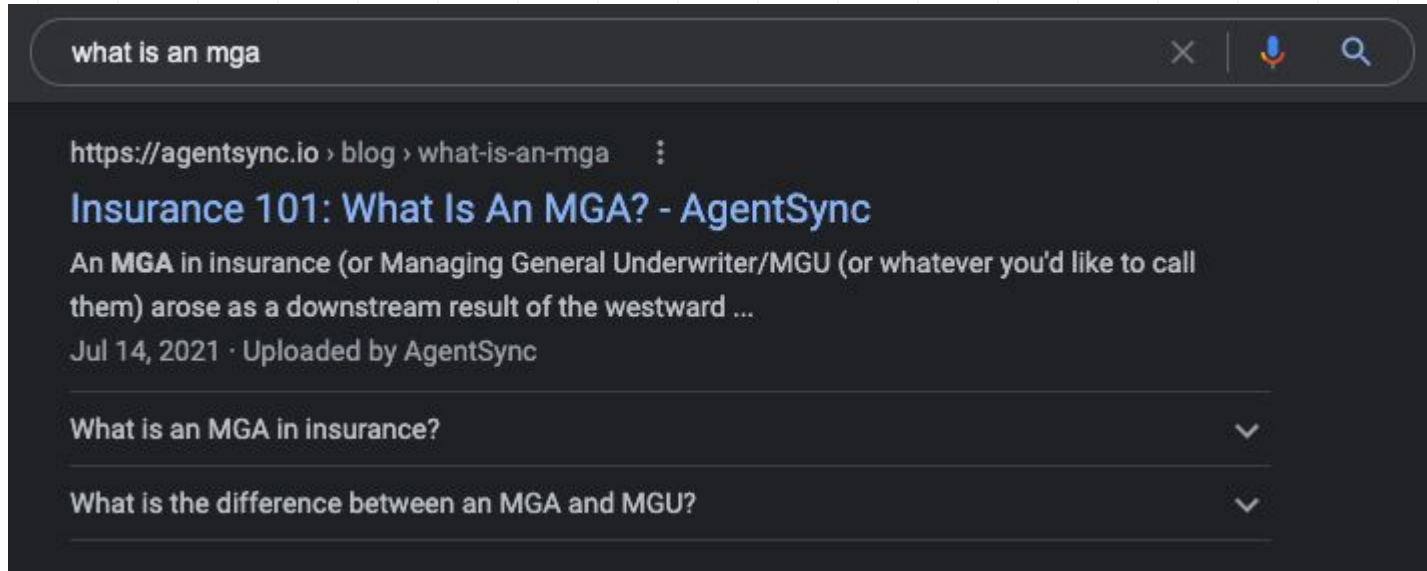 what is an mga
https://agentsync.io › blog › what-is-an-mga
Insurance 101: What Is An MGA? - AgentSync
An MGA in insurance (or Managing General Underwriter/MGU (or whatever you'd like to call
them) arose as a downstream result of the westward ...
Jul 14, 2021 · Uploaded by AgentSync
What is an MGA in insurance?
What is the difference between an MGA and MGU?